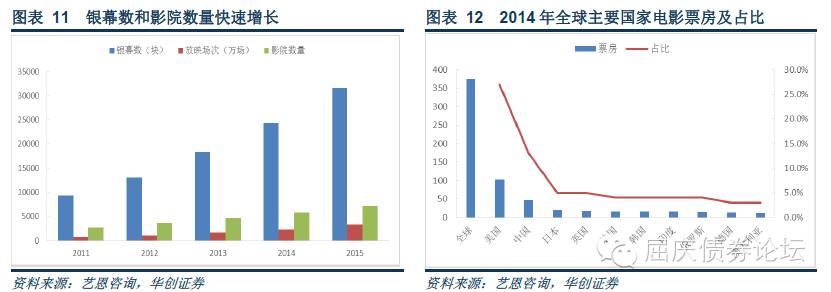 图表 11 银幕数和影院数量快速增长
银幕数（块） 放映场次（万场） 影院数量
35000
30000
25000
20000
15000
10000
5000
0
2011 2012 2013 2014 2015
资料来源：艺恩咨询，华创证券
图表 12 2014年全球主要国家电影票房及占比
票房 占比
400
350
300
250
200
150
100
50
0
30.0%
25.0%
20.0%
15.0%
10.0%
5.0%
0.0%
全球 美国 中国 日本 英国 韩国 印度
屈庆债券论坛
资料来源：艺恩咨询，华创证券